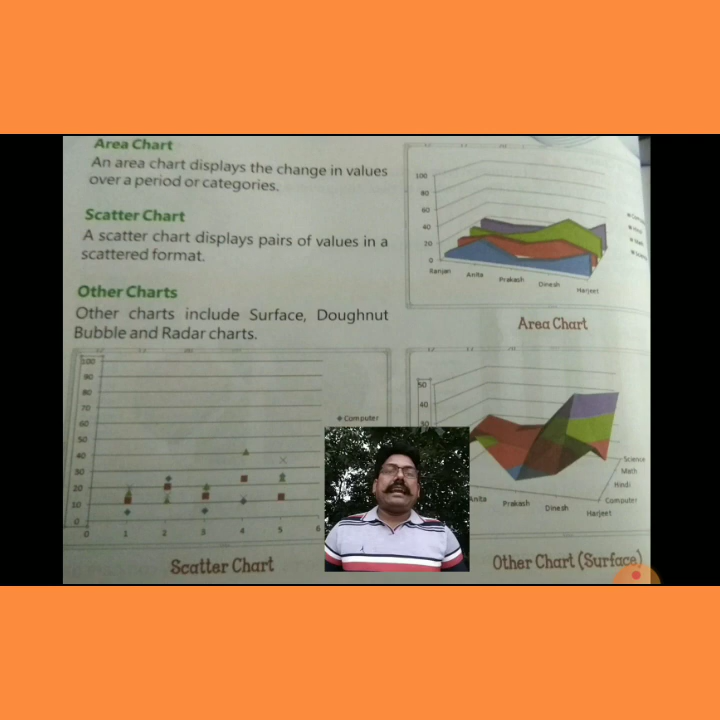 Area Chart
An area chart displays the change in values
over a period or categories.
Scatter Chart
A scatter chart displays pairs of values in a
scattered format.
Other Charts
Other charts include Surface, Doughnut
Bubble and Radar charts.
100
80
60
40
20
0
Ranjan
Anita
Prakash
Dinesh
Harjeet
Area Chart
100
90
80
70
60
50
40
30
20
10
0
0 1 2 3 4 5 6
Computer
Scatter Chart
50
40
Anita
Prakash
Dinesh
Harjeet
Science
Math
Hindi
Computer
Other Chart (Surface)